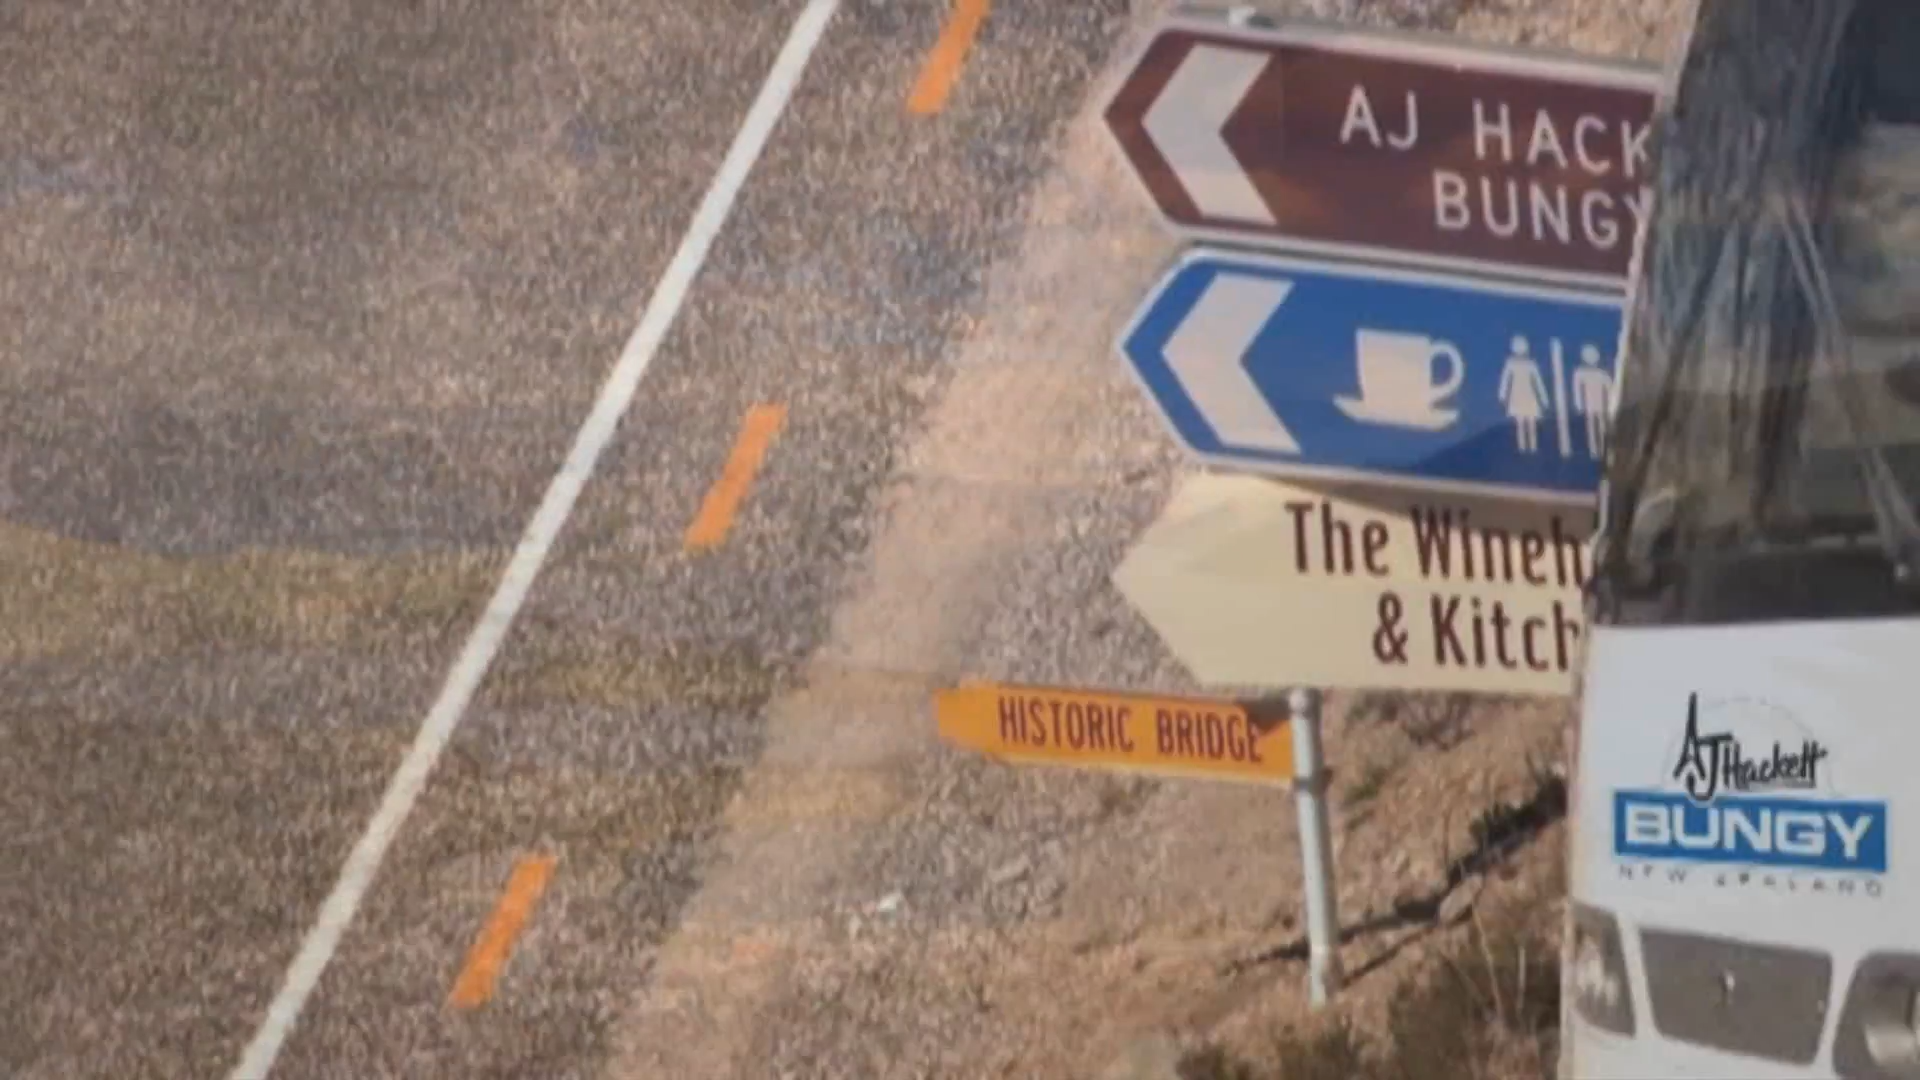 AJ HACK
BUNGY
The Wineh
& Kitch
HISTORIC BRIDGE
AJ Hackett
BUNGY
NEW ZEALAND